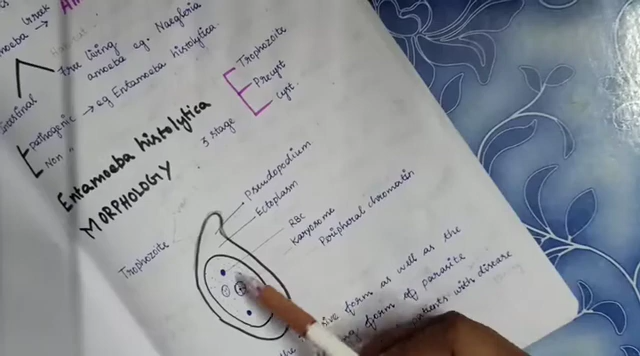 Greek
amoeba →
Free living
amoeba eg. Naegleria
intestinal
pathogenic → eg Entamoeba histolytica.
Non "
Entamoeba histolytica
MORPHOLOGY
3 stage
Trophozoite
Precyst
Cyst
Trophozoite
Pseudopodium
Ectoplasm
RBC
Karyosome
Peripheral chromatin
form as well as the
form of parasite
patients with disease